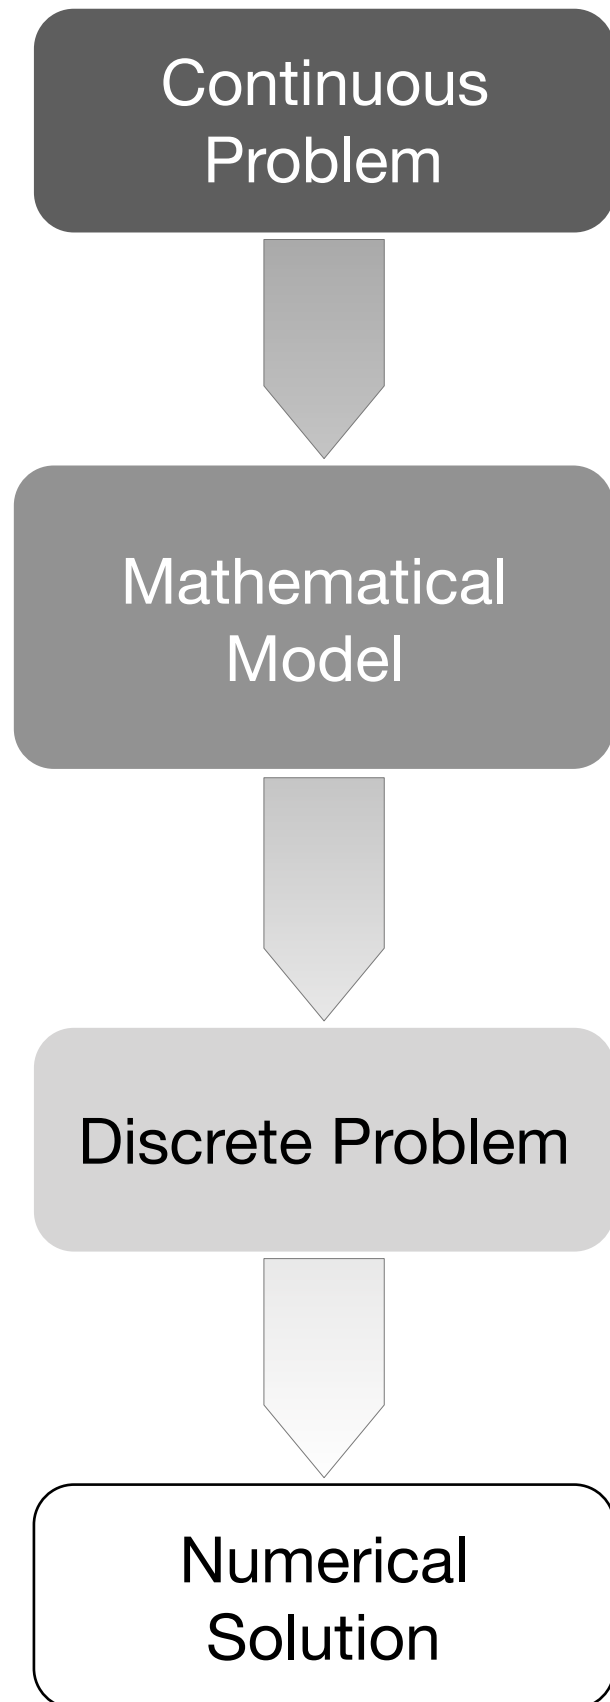 Continuous
Problem
Mathematical
Model
Discrete Problem
Numerical
Solution